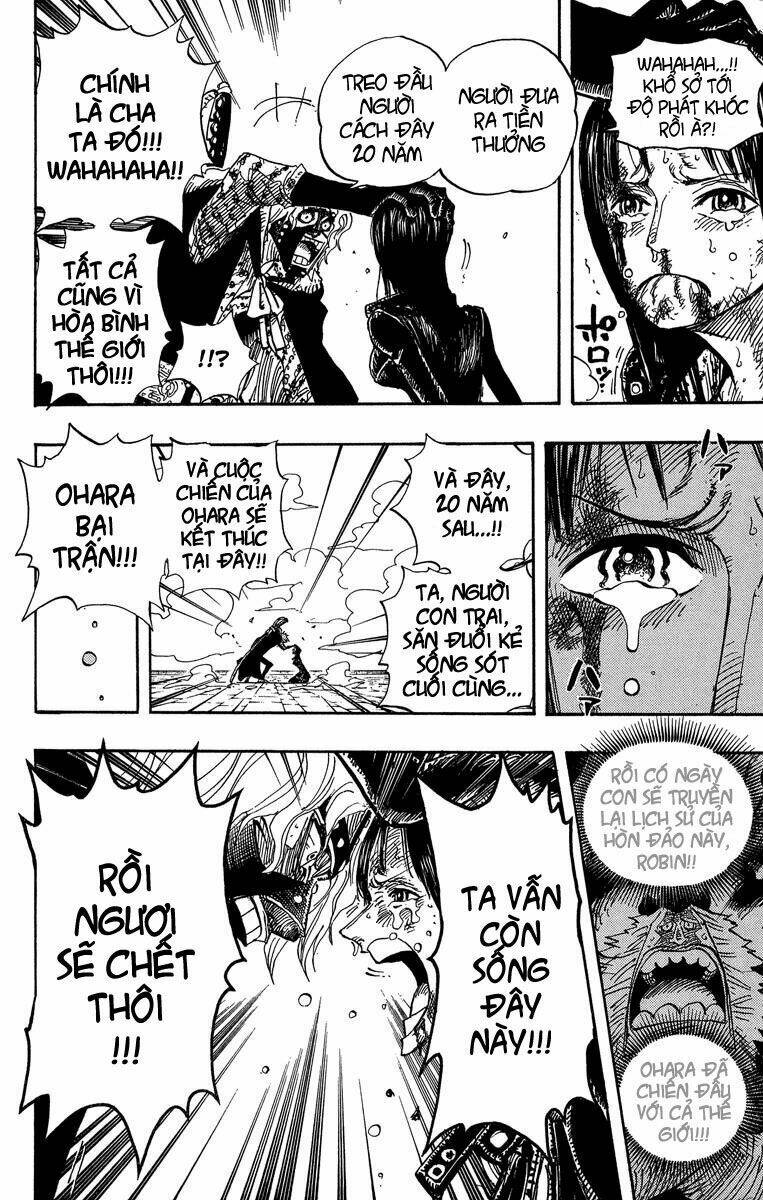 WAHAHAH...!!
KHỔ SỞ TỚI
ĐỘ PHÁT KHÓC
RỒI À?!
ポロッ…
NGƯỜI ĐƯA
RA TIỀN
THƯỞNG
TREO ĐẦU
NGƯƠI
CÁCH ĐÂY
20 NĂM
CHÍNH
LÀ CHA
TA ĐÓ!!!
WAHAHAHA!!
TẤT CẢ
CŨNG VÌ
HÒA BÌNH
THẾ GIỚI
THÔI!!!
!!?
VÀ ĐÂY,
20 NĂM
SAU...!!
TA, NGƯỜI
CON TRAI,
SĂN ĐUỔI KẺ
SỐNG SÓT
CUỐI CÙNG...
VÀ CUỘC
CHIẾN CỦA
OHARA SẼ
KẾT THÚC
TẠI ĐÂY!!
OHARA
BẠI
TRẬN!!!
RỒI CÓ NGÀY
CON SẼ TRUYỀN
LẠI LỊCH SỬ CỦA
HÒN ĐẢO NÀY,
ROBIN!!
OHARA ĐÃ
CHIẾN ĐẤU
VỚI CẢ THẾ
GIỚI!!!
TA VẪN
CÒN
SỐNG
ĐÂY
NÀY!!!
RỒI
NGƯƠI
SẼ CHẾT
THÔI
!!!